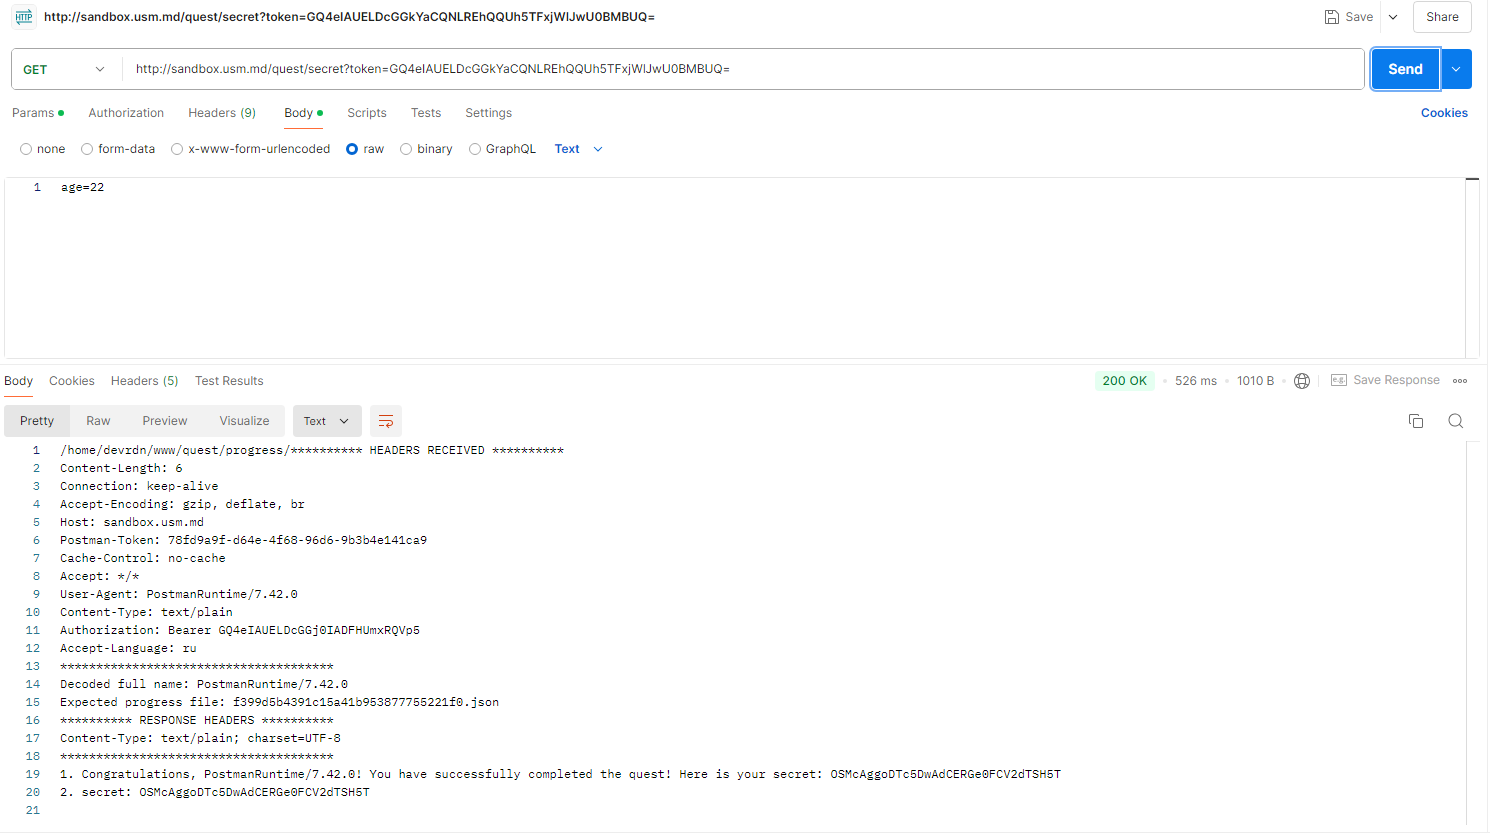 HTTP http://sandbox.usm.md/quest/secret?token=GQ4eIAUELDcGGkYaCQNLREhQQUh5TFxjWlJwU0BMBUQ= Save Share
GET http://sandbox.usm.md/quest/secret?token=GQ4eIAUELDcGGkYaCQNLREhQQUh5TFxjWlJwU0BMBUQ= Send
Params Authorization Headers (9) Body Scripts Tests Settings Cookies
none form-data x-www-form-urlencoded raw binary GraphQL Text
1 age=22
Body Cookies Headers (5) Test Results 200 OK 526 ms 1010 B e.g. Save Response
Pretty Raw Preview Visualize Text
1 /home/devrdn/www/quest/progress/********** HEADERS RECEIVED **********
2 Content-Length: 6
3 Connection: keep-alive
4 Accept-Encoding: gzip, deflate, br
5 Host: sandbox.usm.md
6 Postman-Token: 78fd9a9f-d64e-4f68-96d6-9b3b4e141ca9
7 Cache-Control: no-cache
8 Accept: */*
9 User-Agent: PostmanRuntime/7.42.0
10 Content-Type: text/plain
11 Authorization: Bearer GQ4eIAUELDcGGj0IADFHUmxRQVp5
12 Accept-Language: ru
13 **************************************
14 Decoded full name: PostmanRuntime/7.42.0
15 Expected progress file: f399d5b4391c15a41b953877755221f0.json
16 ********** RESPONSE HEADERS **********
17 Content-Type: text/plain; charset=UTF-8
18 **************************************
19 1. Congratulations, PostmanRuntime/7.42.0! You have successfully completed the quest! Here is your secret: OSMcAggoDTc5DwAdCERGe0FCV2dTSH5T
20 2. secret: OSMcAggoDTc5DwAdCERGe0FCV2dTSH5T
21